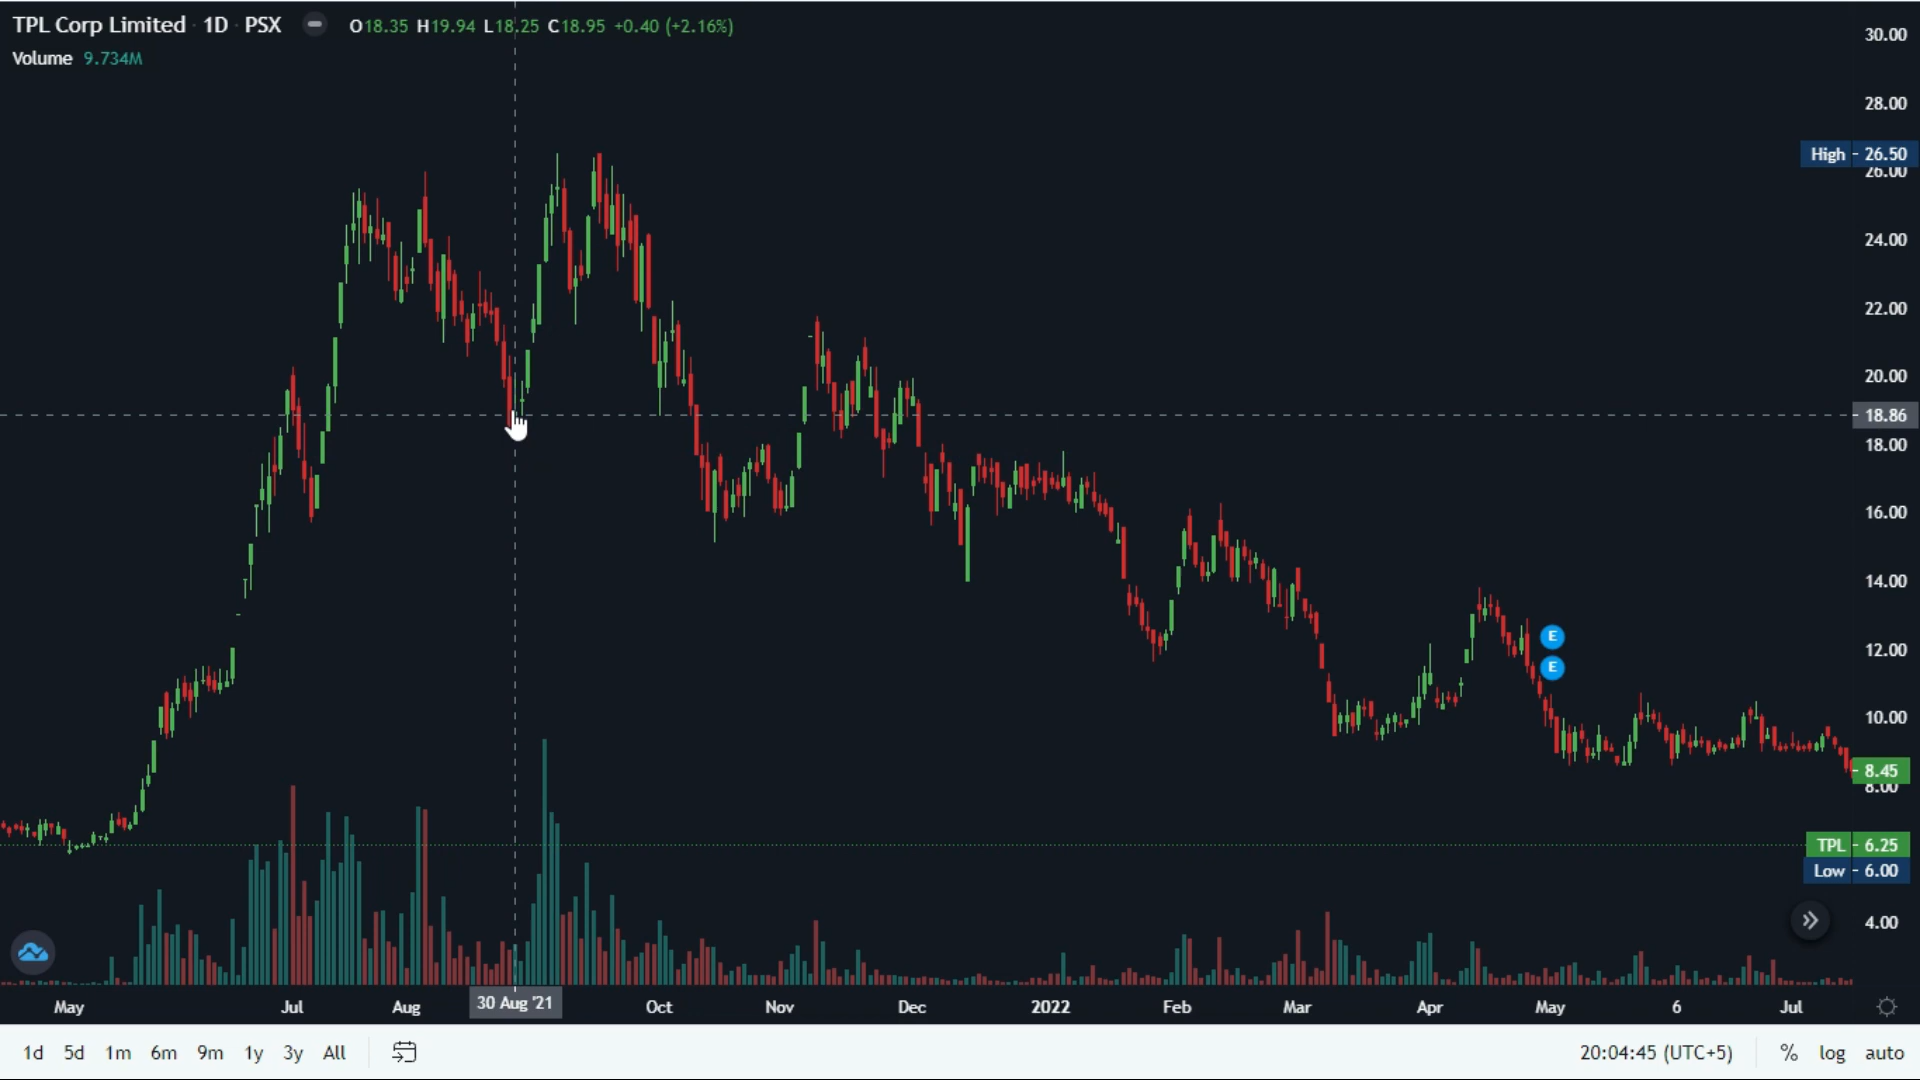 TPL Corp Limited · 1D · PSX O18.35 H19.94 L18.25 C18.95 +0.40 (+2.16%)
Volume 9.734M
30.00
28.00
High - 26.50
26.00
24.00
22.00
20.00
18.86
18.00
16.00
14.00
12.00
E
E
10.00
8.45
8.00
TPL - 6.25
Low - 6.00
4.00
May Jul Aug 30 Aug '21 Oct Nov Dec 2022 Feb Mar Apr May 6 Jul
1d 5d 1m 6m 9m 1y 3y All 20:04:45 (UTC+5) % log auto